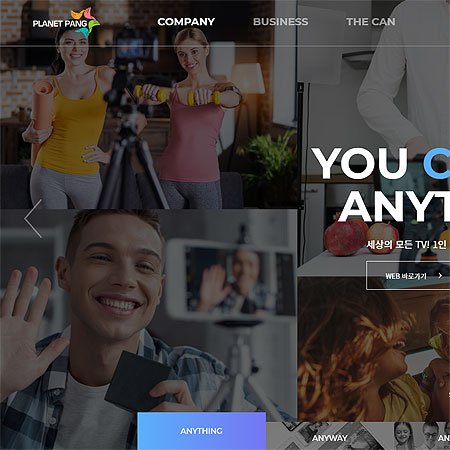 PLANET PANG
COMPANY BUSINESS THE CAN
YOU C
ANYT
세상의 모든 TV! 1인
WEB 바로가기 >
ANYTHING
ANYWAY
AN